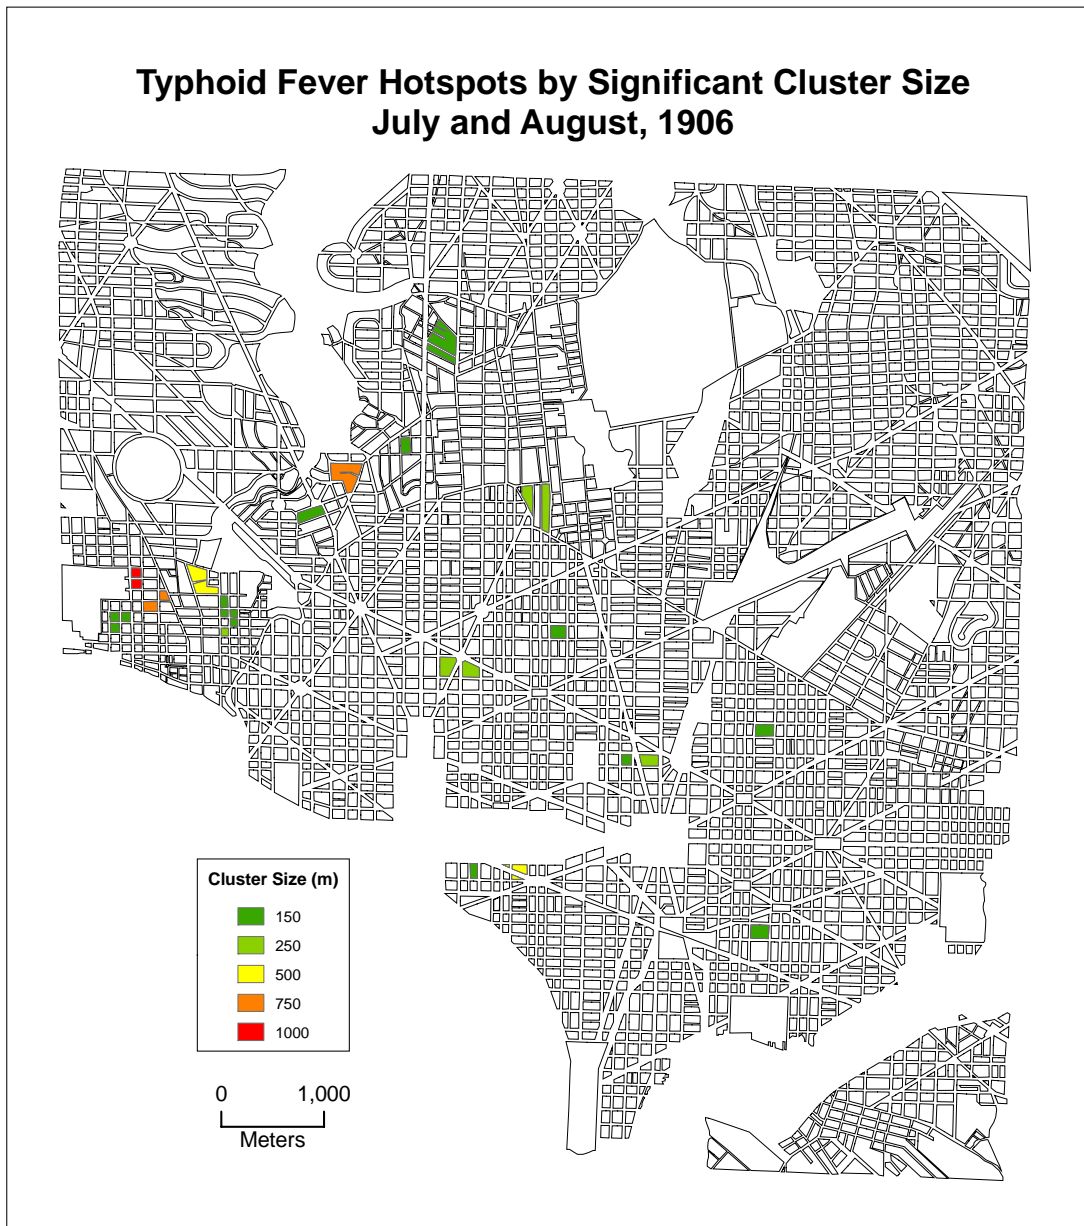 Typhoid Fever Hotspots by Significant Cluster Size
July and August, 1906
Cluster Size (m)
150
250
500
750
1000
0 1,000
Meters